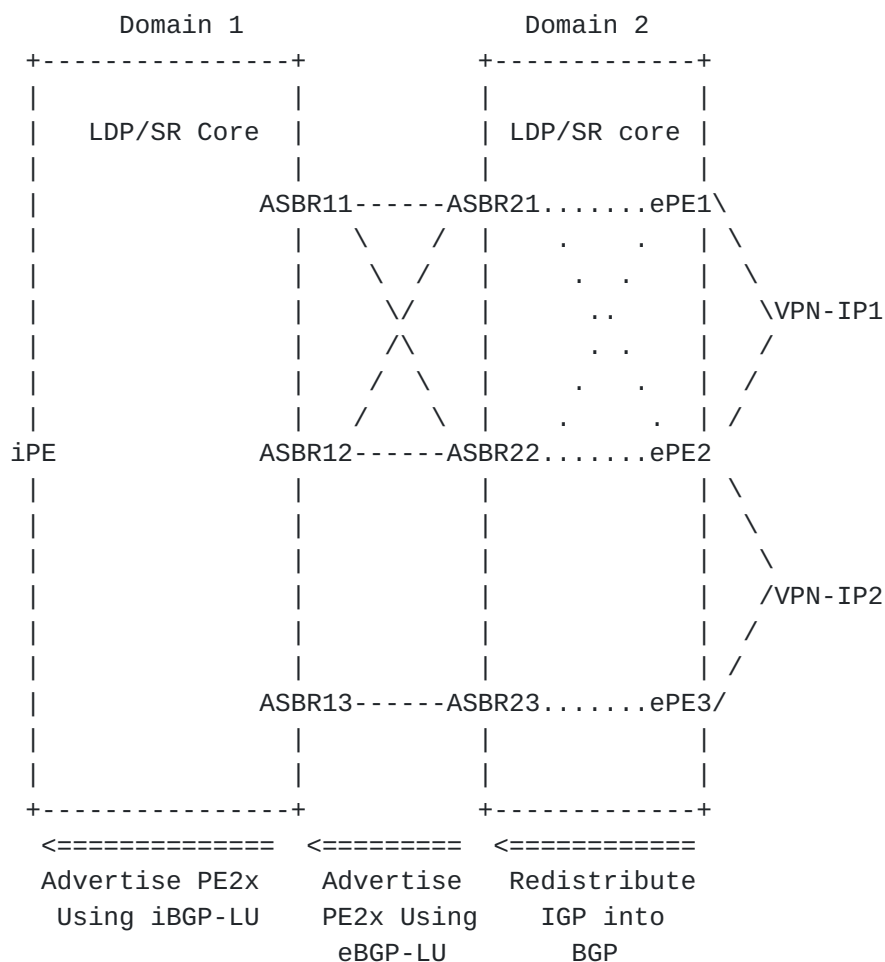 Domain 1 Domain 2
LDP/SR Core LDP/SR core
ASBR11------ASBR21.......ePE1
VPN-IP1
iPE ASBR12------ASBR22.......ePE2
VPN-IP2
ASBR13------ASBR23.......ePE3
<============== <========= <============
Advertise PE2x Advertise Redistribute
Using iBGP-LU PE2x Using IGP into
eBGP-LU BGP